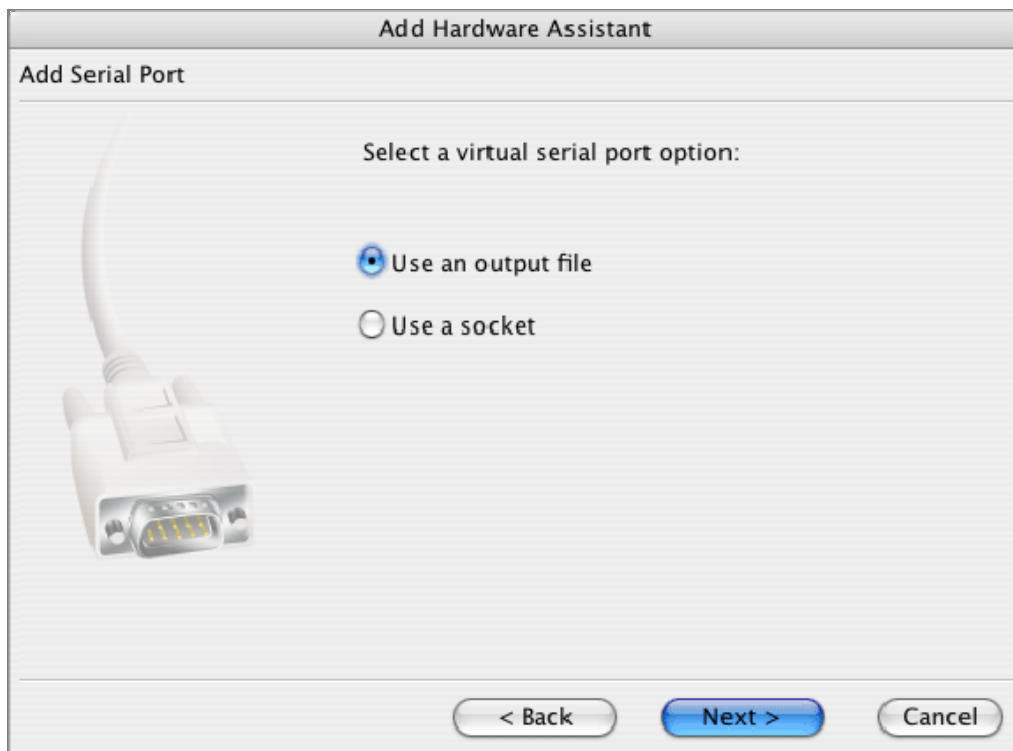 Add Hardware Assistant
Add Serial Port
Select a virtual serial port option:
Use an output file
Use a socket
< Back
Next >
Cancel